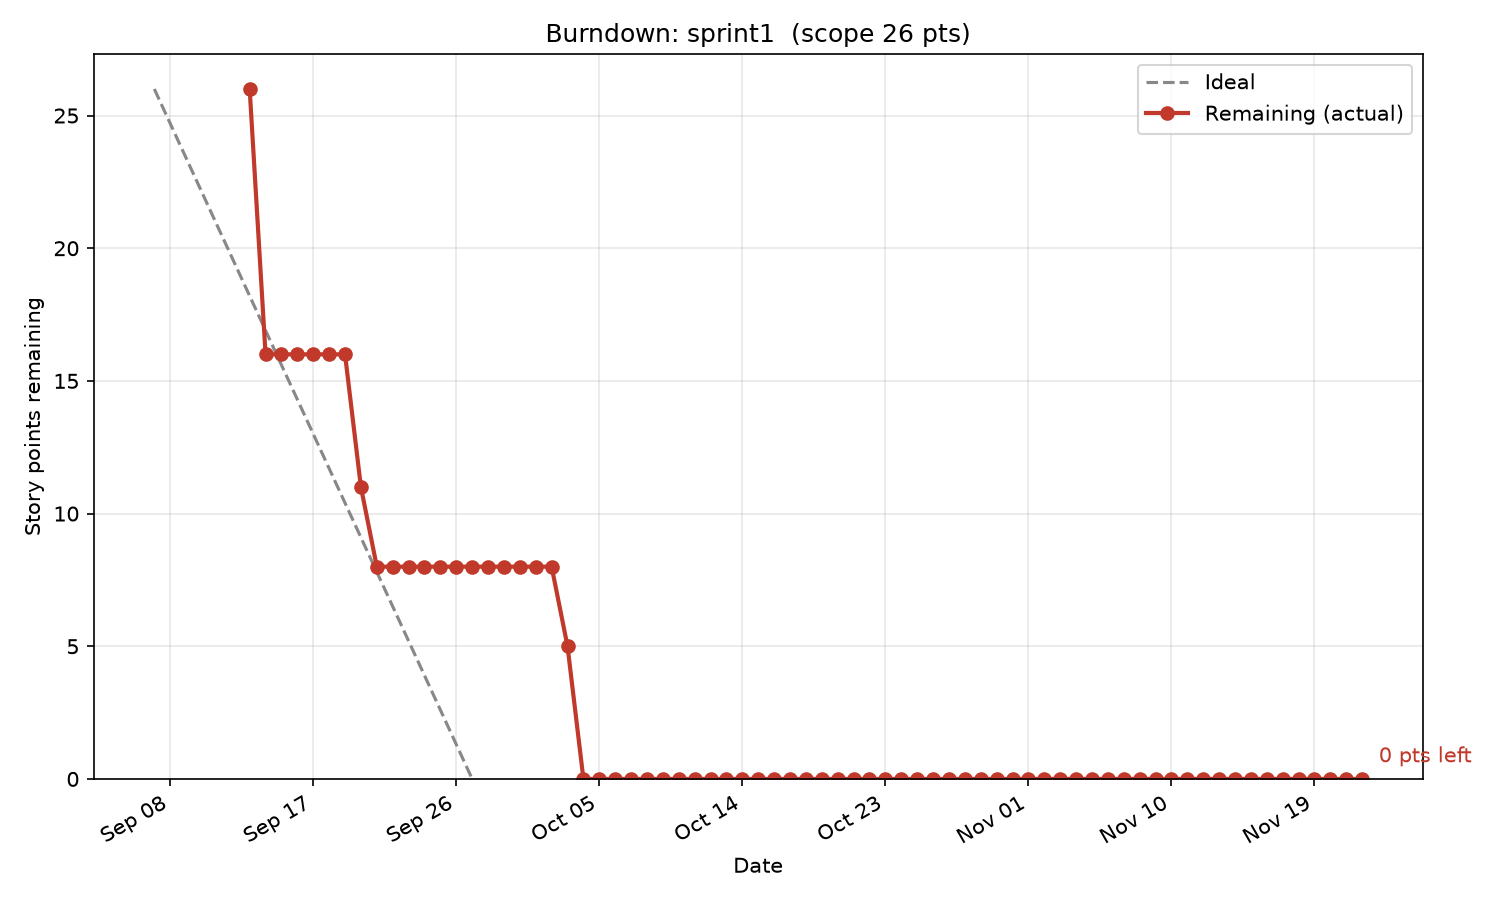 Burndown: sprint1  (scope 26 pts)
Ideal
Remaining (actual)
Story points remaining
25
20
15
10
5
0
0 pts left
Sep 08
Sep 17
Sep 26
Oct 05
Oct 14
Oct 23
Nov 01
Nov 10
Nov 19
Date